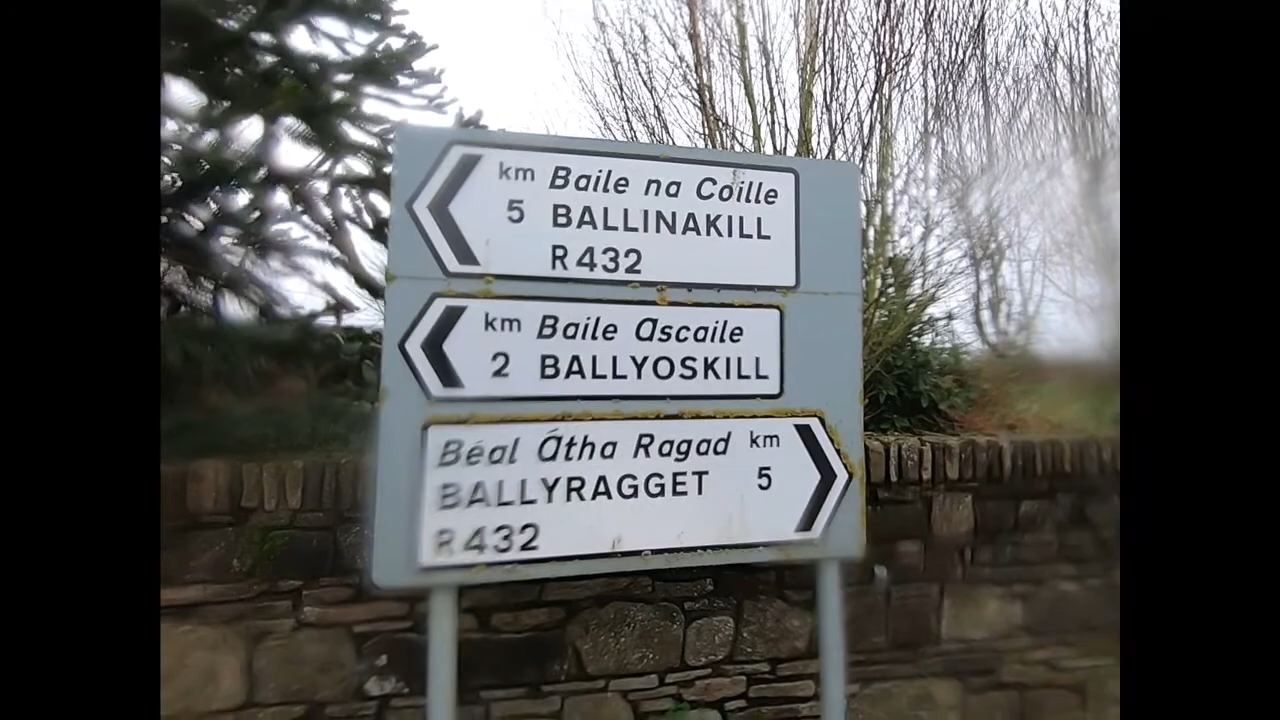 km Baile na Coille
5 BALLINAKILL
R432
km Baile Ascaile
2 BALLYOSKILL
Béal Átha Ragad km
BALLYRAGGET 5
R432